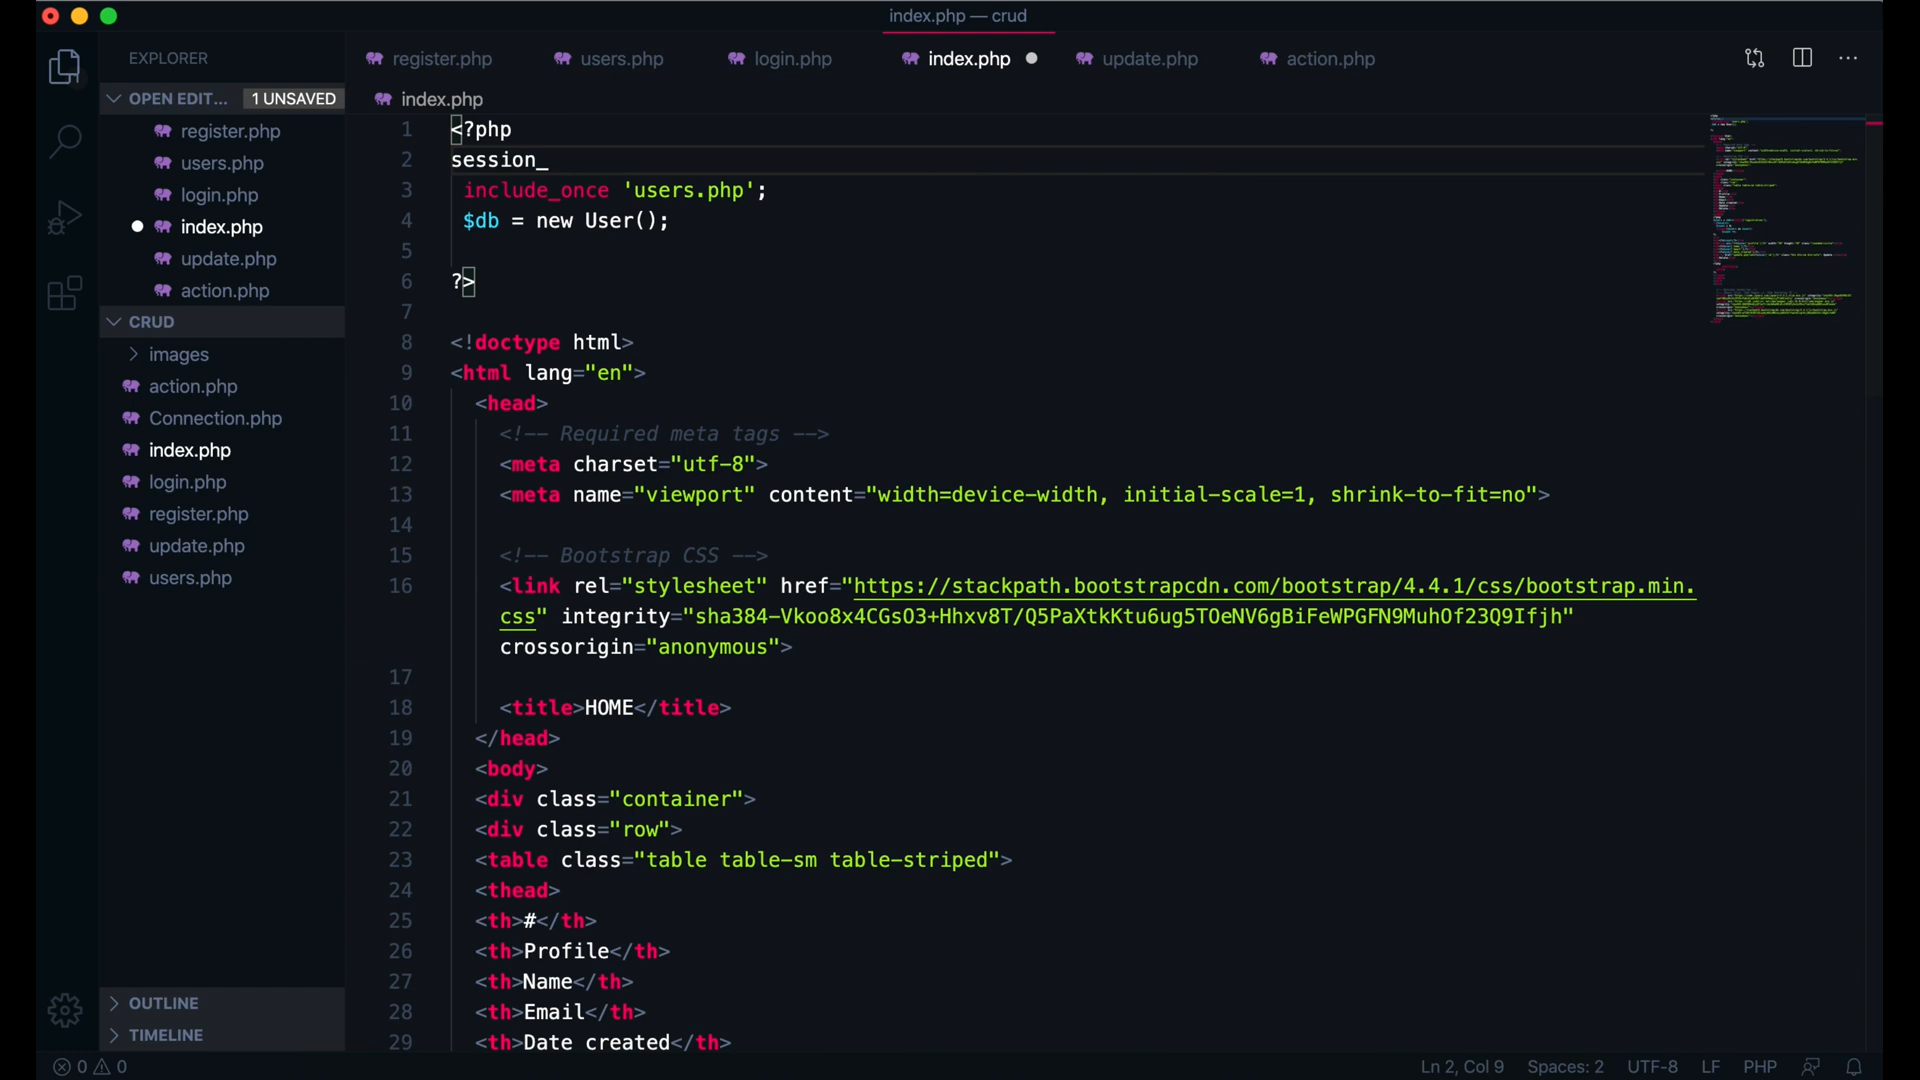 index.php — crud
EXPLORER
OPEN EDIT... 1 UNSAVED
register.php
users.php
login.php
index.php
update.php
action.php
CRUD
images
action.php
Connection.php
index.php
login.php
register.php
update.php
users.php
OUTLINE
TIMELINE
register.php users.php login.php index.php update.php action.php
index.php
1 <?php
2 session_
3 include_once 'users.php';
4 $db = new User();
5
6 ?>
7
8 <!doctype html>
9 <html lang="en">
10 <head>
11 <!-- Required meta tags -->
12 <meta charset="utf-8">
13 <meta name="viewport" content="width=device-width, initial-scale=1, shrink-to-fit=no">
14
15 <!-- Bootstrap CSS -->
16 <link rel="stylesheet" href="https://stackpath.bootstrapcdn.com/bootstrap/4.4.1/css/bootstrap.min.
css" integrity="sha384-Vkoo8x4CGsO3+Hhxv8T/Q5PaXtkKtu6ug5TOeNV6gBiFeWPGFN9MuhOf23Q9Ifjh"
crossorigin="anonymous">
17
18 <title>HOME</title>
19 </head>
20 <body>
21 <div class="container">
22 <div class="row">
23 <table class="table table-sm table-striped">
24 <thead>
25 <th>#</th>
26 <th>Profile</th>
27 <th>Name</th>
28 <th>Email</th>
29 <th>Date created</th>
0 0
Ln 2, Col 9 Spaces: 2 UTF-8 LF PHP